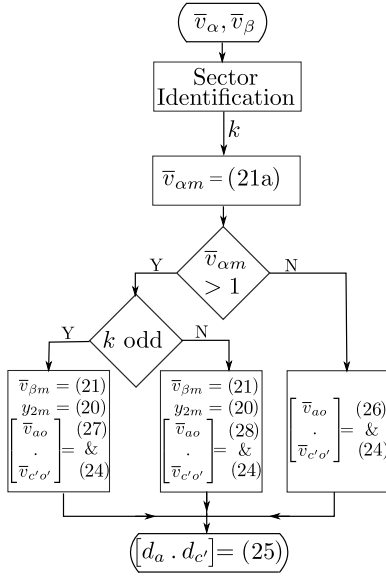 v̅α, v̅β
Sector
Identification
k
v̅αm = (21a)
v̅αm
> 1
Y
N
k odd
Y
N
v̅βm = (21)
y2m = (20)
[v̅ao . v̅c'o'] = (27) & (24)
v̅βm = (21)
y2m = (20)
[v̅ao . v̅c'o'] = (28) & (24)
[v̅ao . v̅c'o'] = (26) & (24)
[da . dc'] = (25)